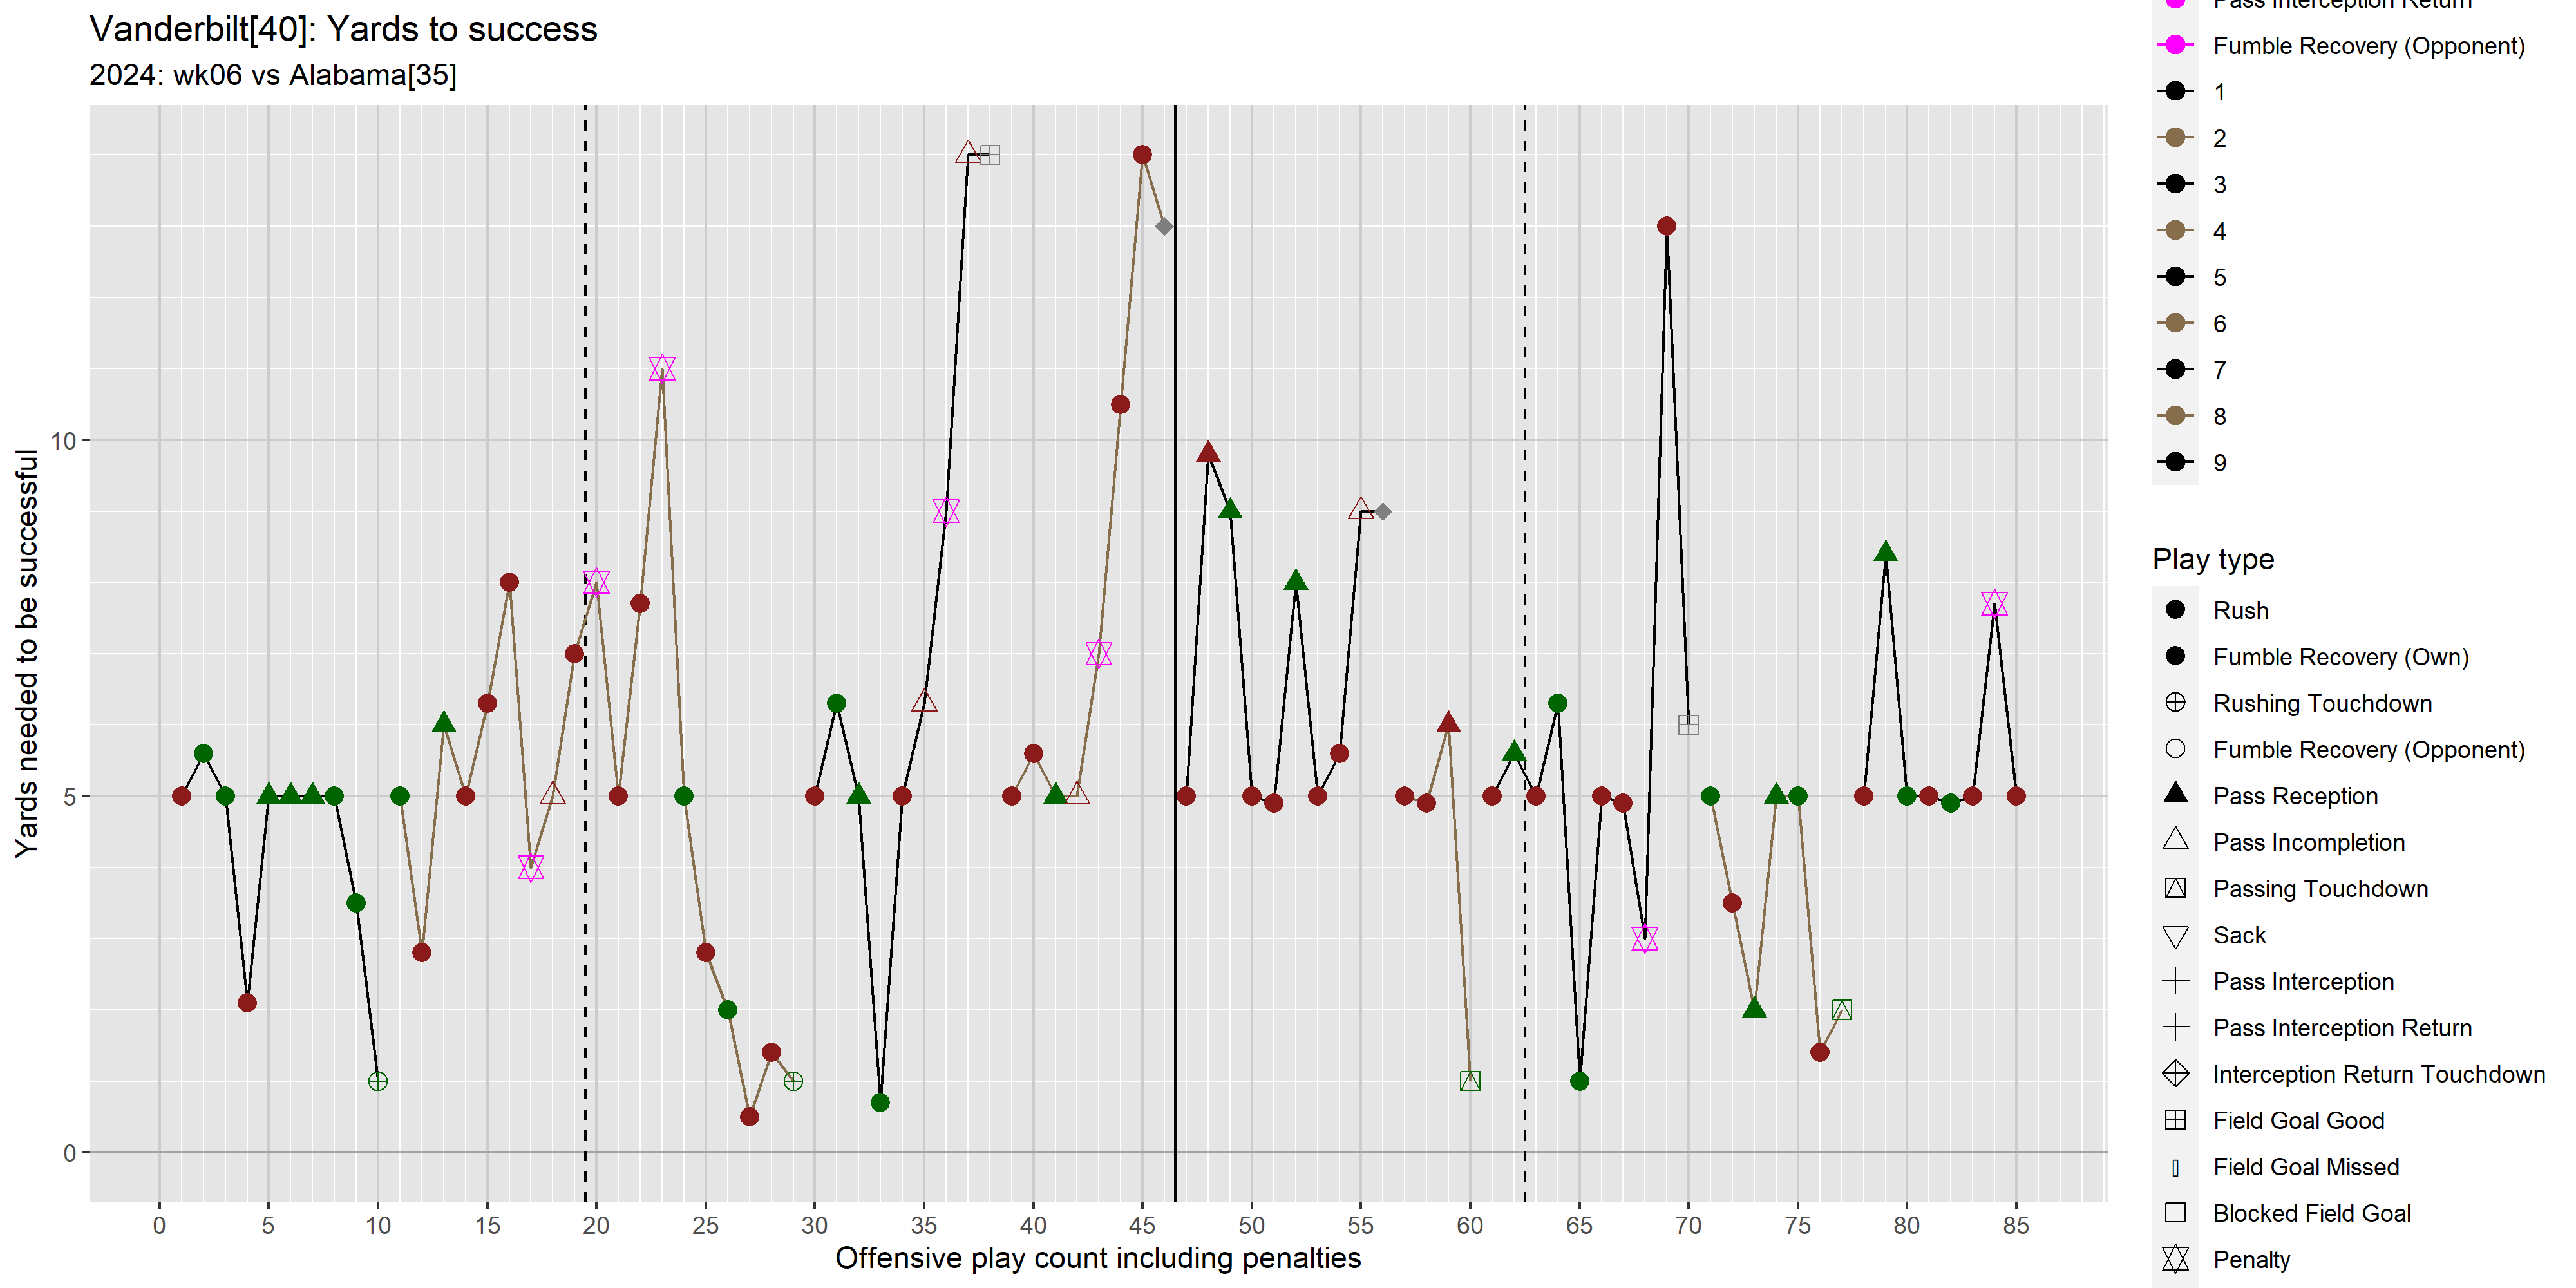 Vanderbilt[40]: Yards to success
2024: wk06 vs Alabama[35]
Yards needed to be successful
10
5
0
0 5 10 15 20 25 30 35 40 45 50 55 60 65 70 75 80 85
Offensive play count including penalties
Pass Interception Return
Fumble Recovery (Opponent)
1
2
3
4
5
6
7
8
9
Play type
Rush
Fumble Recovery (Own)
Rushing Touchdown
Fumble Recovery (Opponent)
Pass Reception
Pass Incompletion
Passing Touchdown
Sack
Pass Interception
Pass Interception Return
Interception Return Touchdown
Field Goal Good
Field Goal Missed
Blocked Field Goal
Penalty